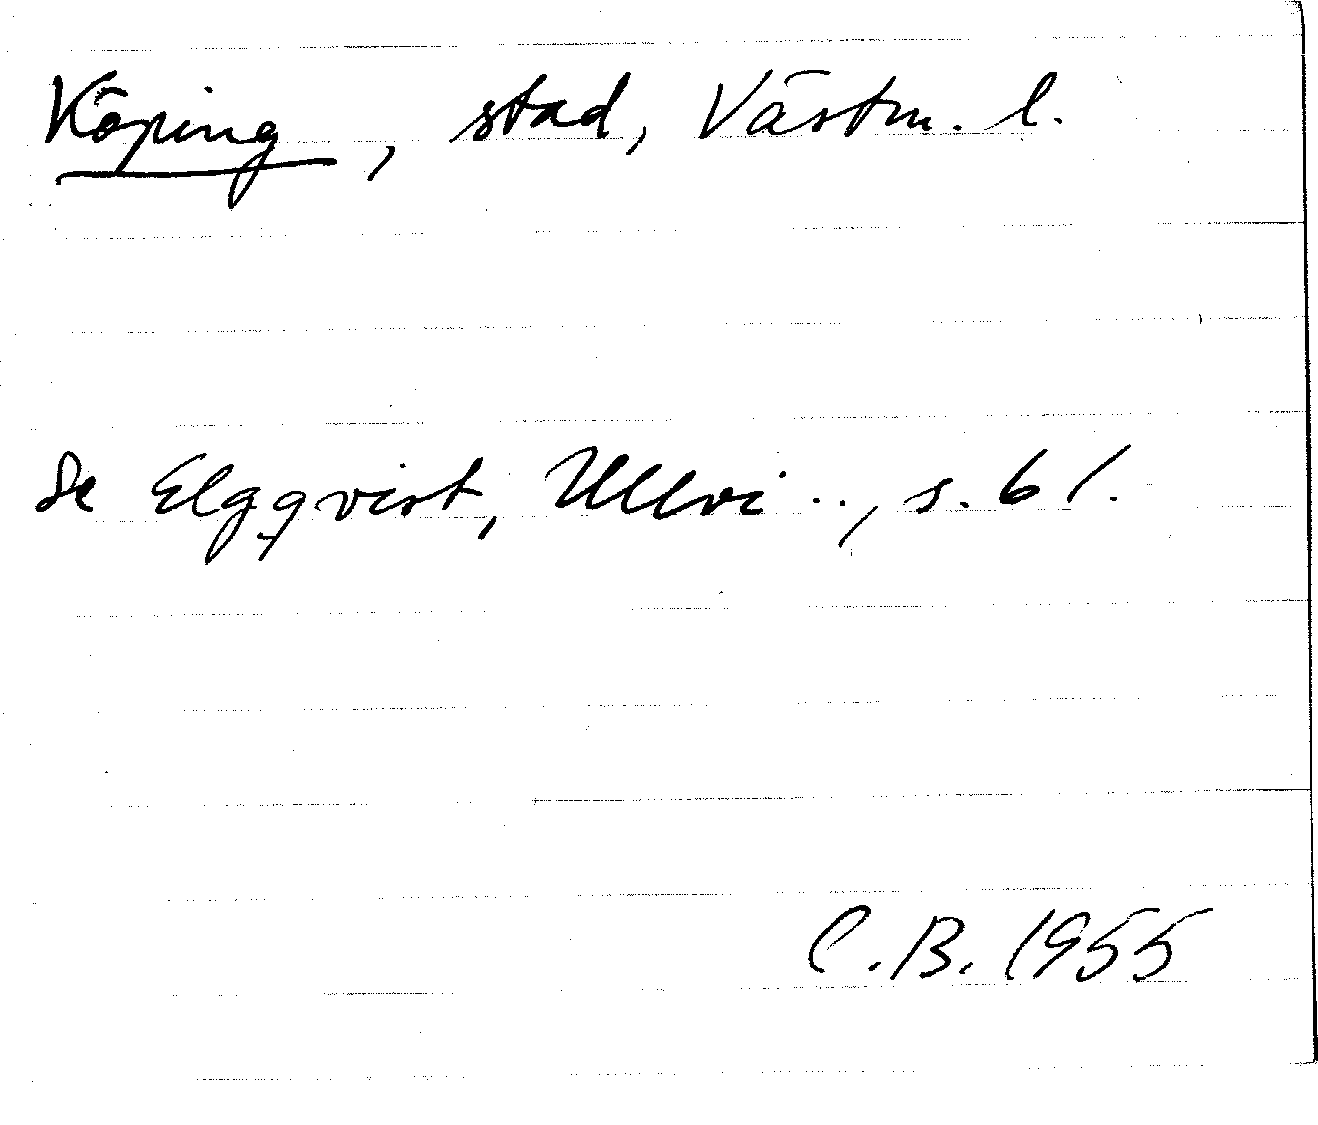 Köping, stad, Västm. l.
Se Elgqvist, Ullvi .., s. 61.
C.B. 1955